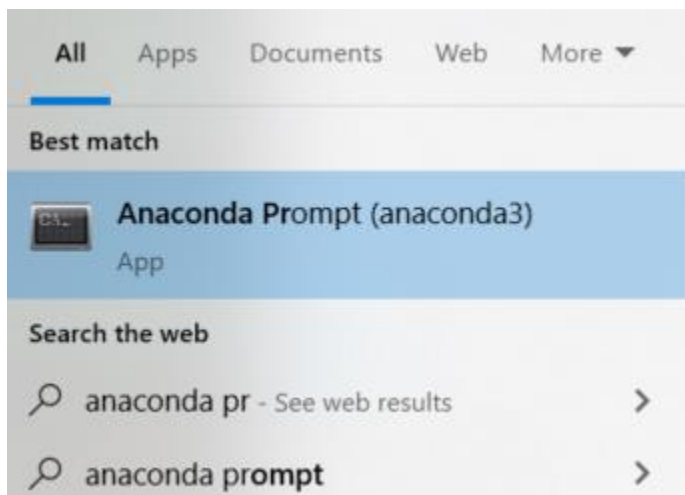 All Apps Documents Web More
Best match
Anaconda Prompt (anaconda3)
App
Search the web
anaconda pr - See web results
anaconda prompt